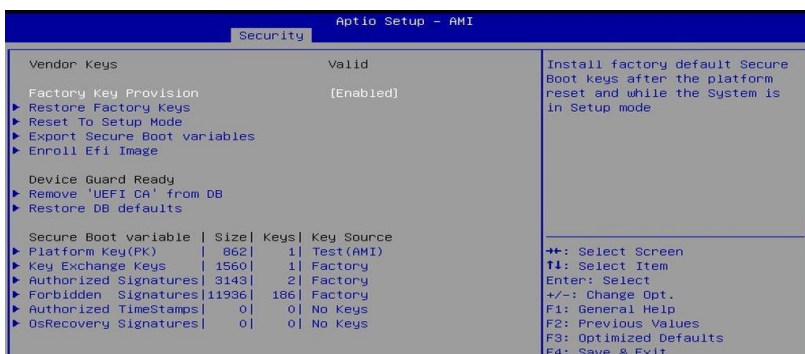 Aptio Setup – AMI
Security
Vendor Keys Valid
Factory Key Provision [Enabled]
Restore Factory Keys
Reset To Setup Mode
Export Secure Boot variables
Enroll Efi Image
Device Guard Ready
Remove 'UEFI CA' from DB
Restore DB defaults
Secure Boot variable | Size| Keys| Key Source
Platform Key(PK) | 862| 1| Test(AMI)
Key Exchange Keys | 1560| 1| Factory
Authorized Signatures| 3143| 2| Factory
Forbidden Signatures|11936| 186| Factory
Authorized TimeStamps| 0| 0| No Keys
OsRecovery Signatures| 0| 0| No Keys
Install factory default Secure
Boot keys after the platform
reset and while the System is
in Setup mode
→←: Select Screen
↑↓: Select Item
Enter: Select
+/-: Change Opt.
F1: General Help
F2: Previous Values
F3: Optimized Defaults
F4: Save & Exit